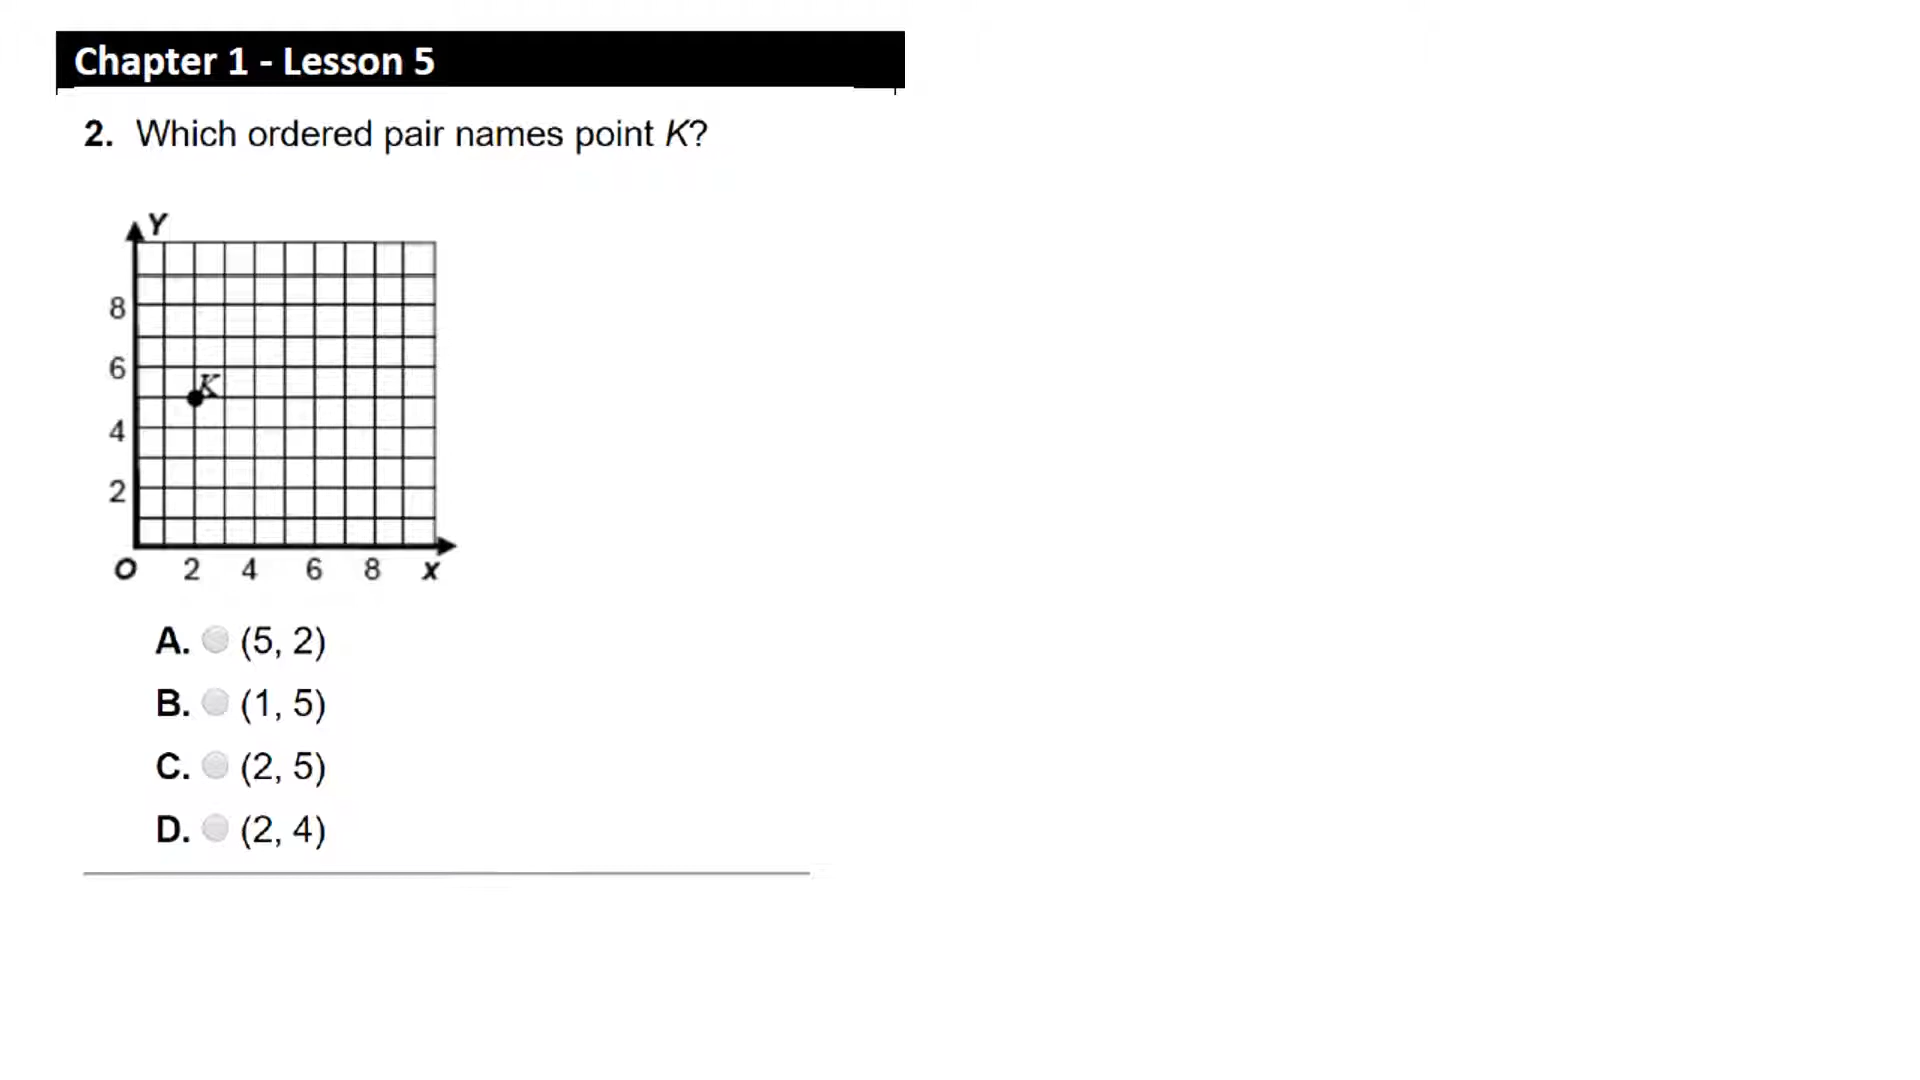 Chapter 1 - Lesson 5
2. Which ordered pair names point K?
Y
8
6
K
4
2
O 2 4 6 8 x
A. (5, 2)
B. (1, 5)
C. (2, 5)
D. (2, 4)